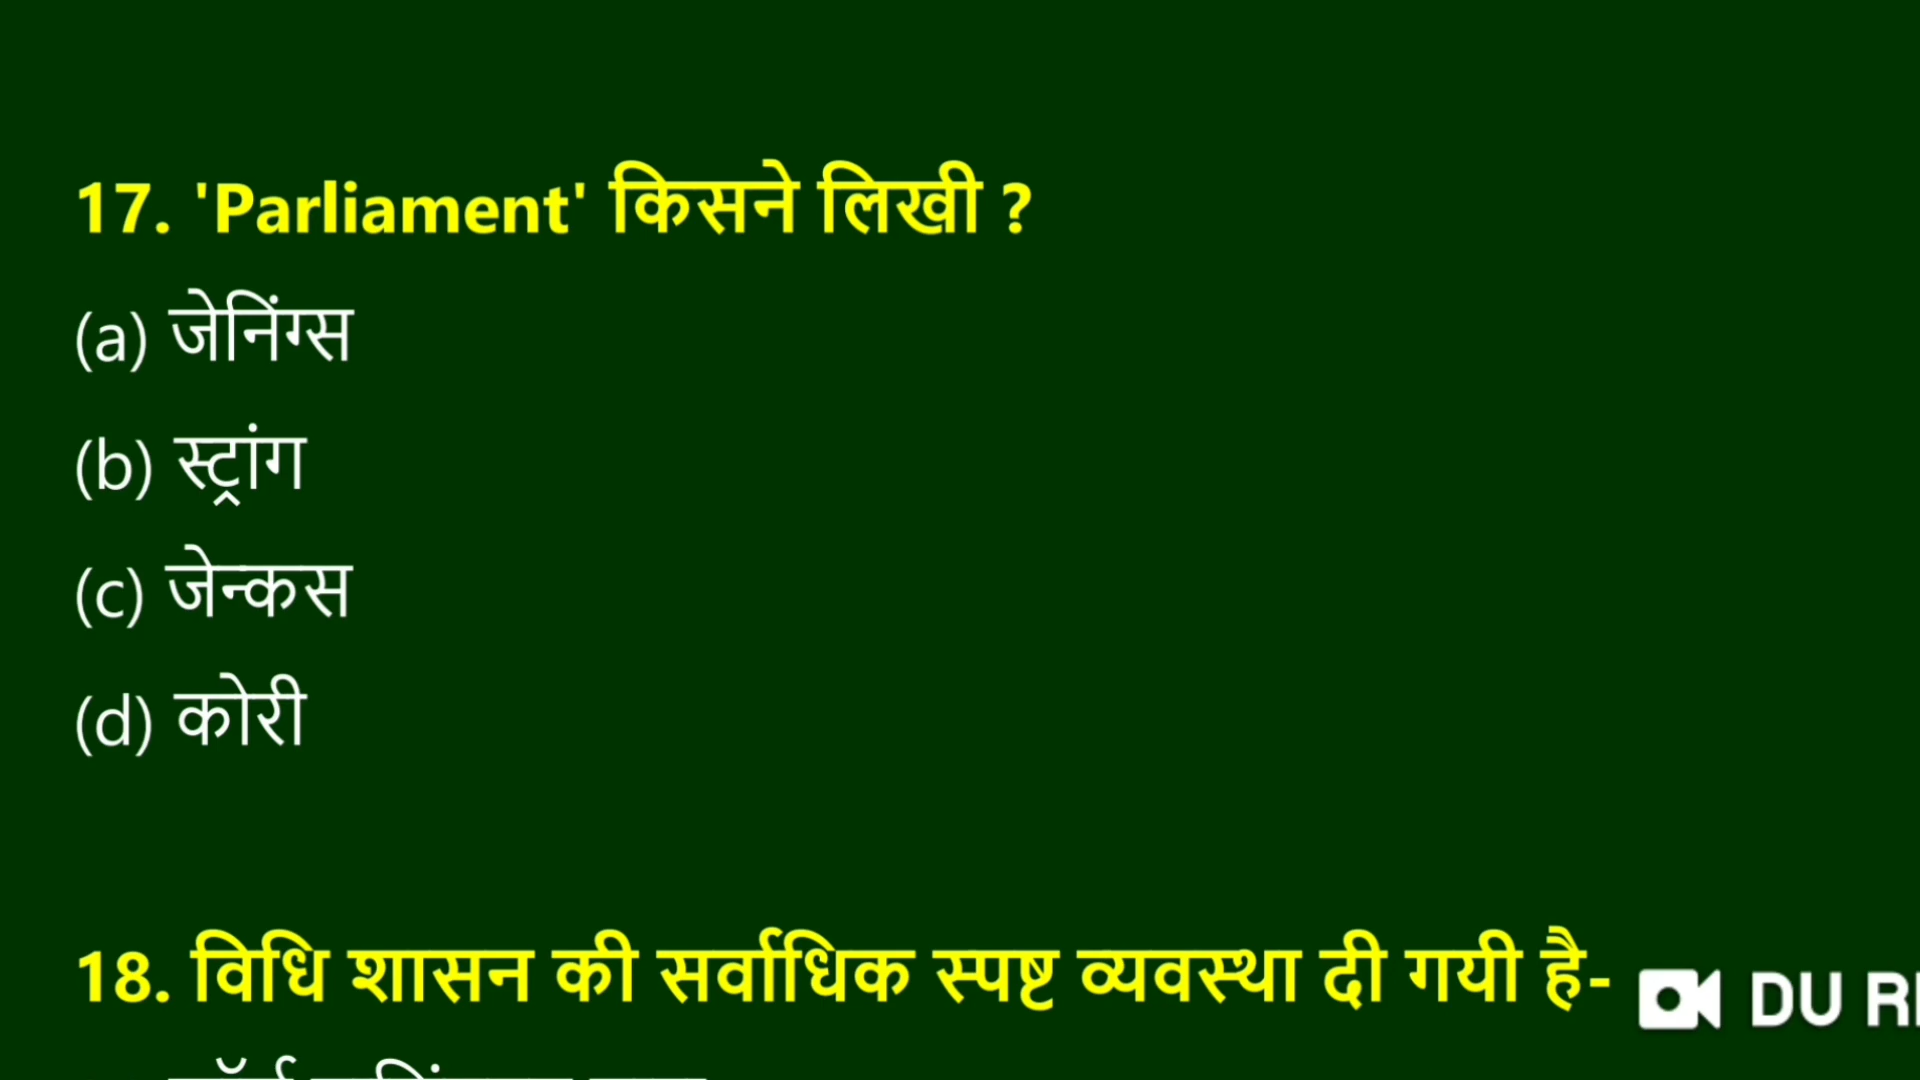 17. 'Parliament' किसने लिखी ?
(a) जेनिंग्स
(b) स्ट्रांग
(c) जेन्कस
(d) कोरी
18. विधि शासन की सर्वाधिक स्पष्ट व्यवस्था दी गयी है-
DU